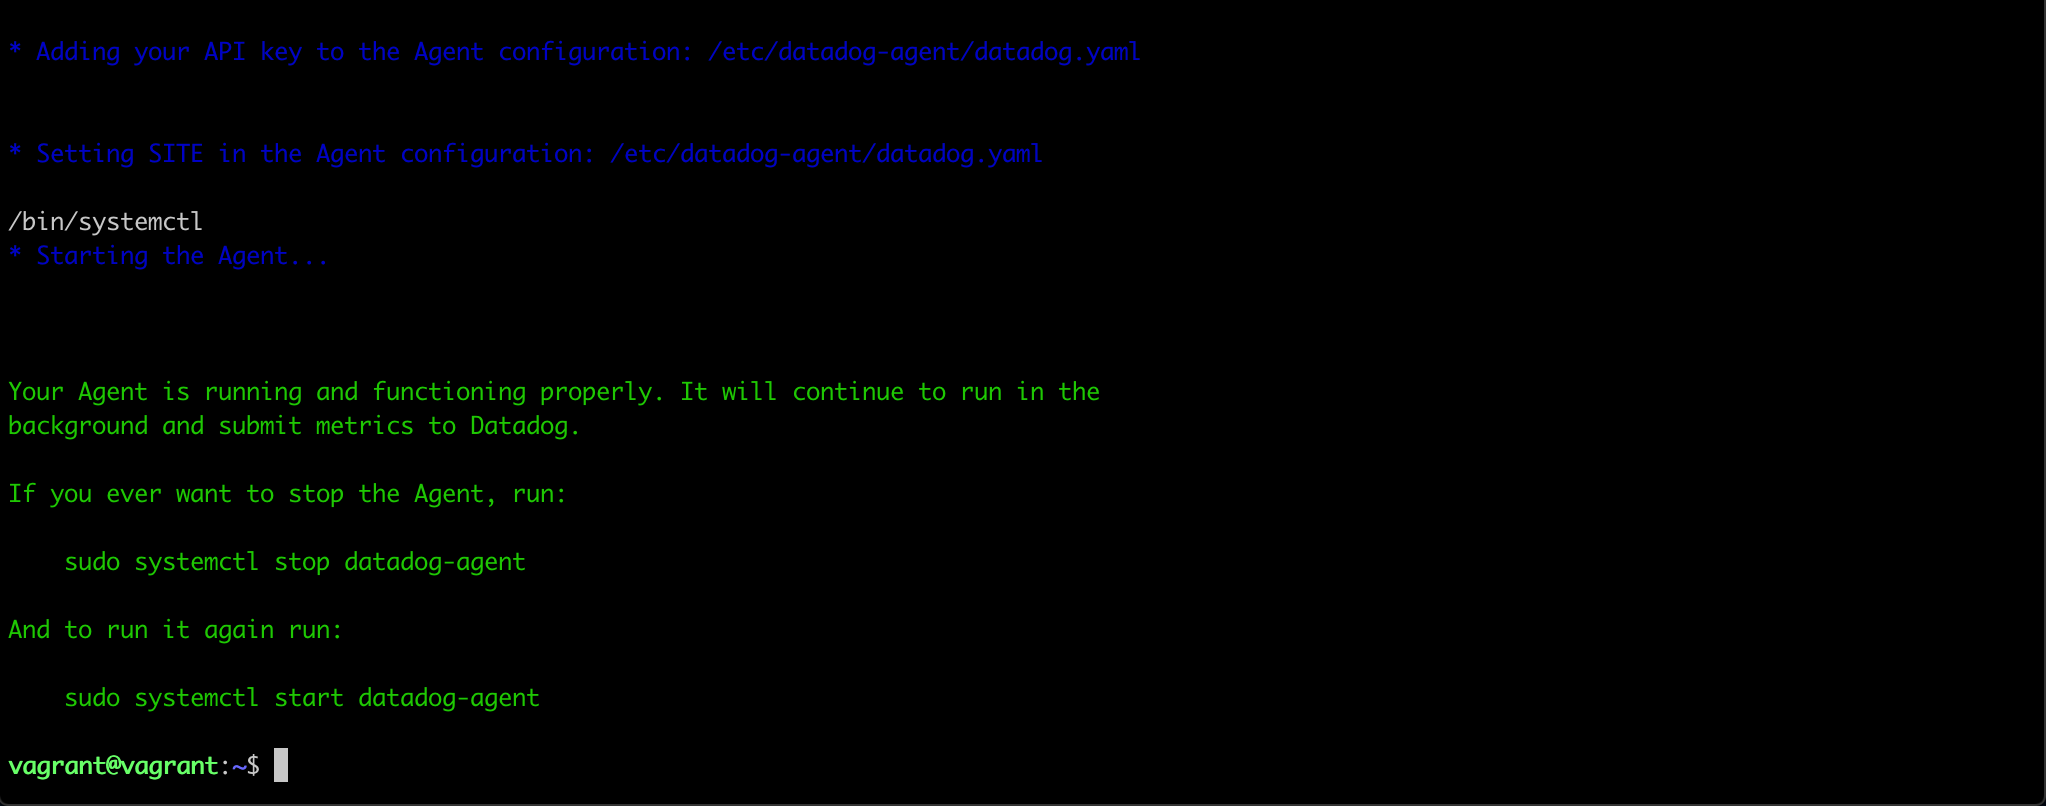 * Adding your API key to the Agent configuration: /etc/datadog-agent/datadog.yaml
* Setting SITE in the Agent configuration: /etc/datadog-agent/datadog.yaml
/bin/systemctl
* Starting the Agent...
Your Agent is running and functioning properly. It will continue to run in the
background and submit metrics to Datadog.
If you ever want to stop the Agent, run:
sudo systemctl stop datadog-agent
And to run it again run:
sudo systemctl start datadog-agent
vagrant@vagrant:~$